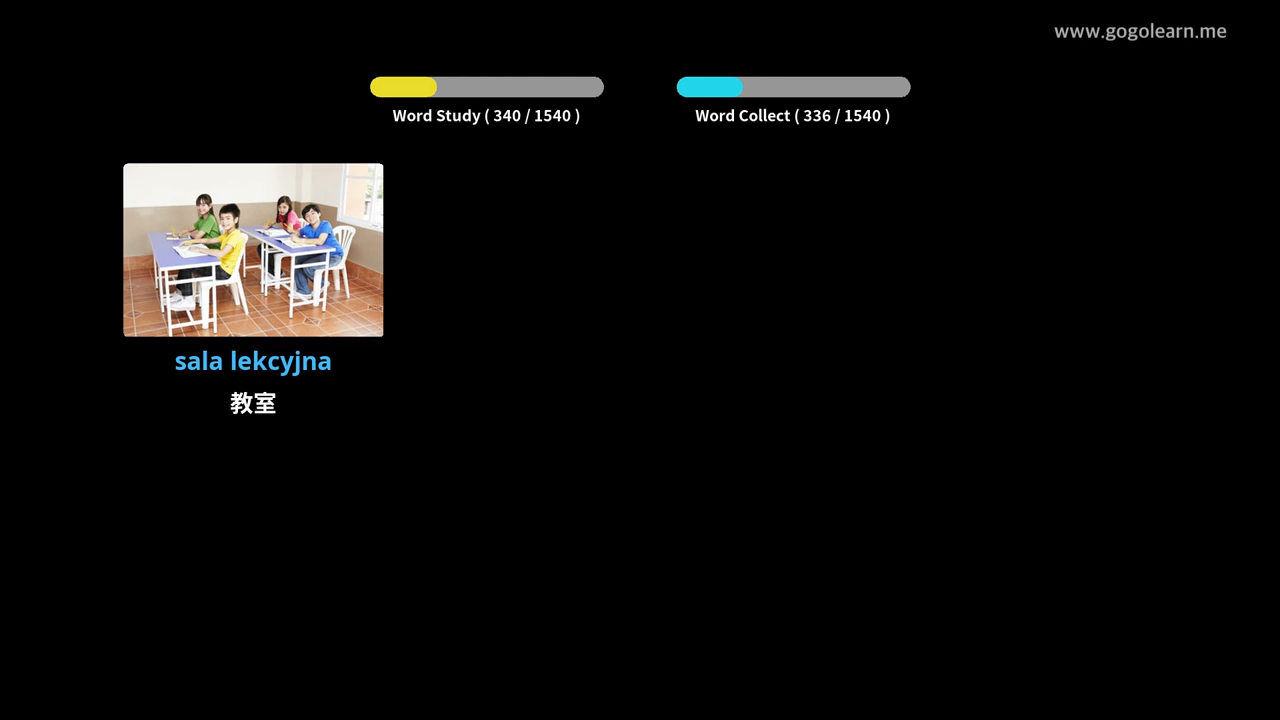 www.gogolearn.me
Word Study ( 340 / 1540 )
Word Collect ( 336 / 1540 )
sala lekcyjna
教室